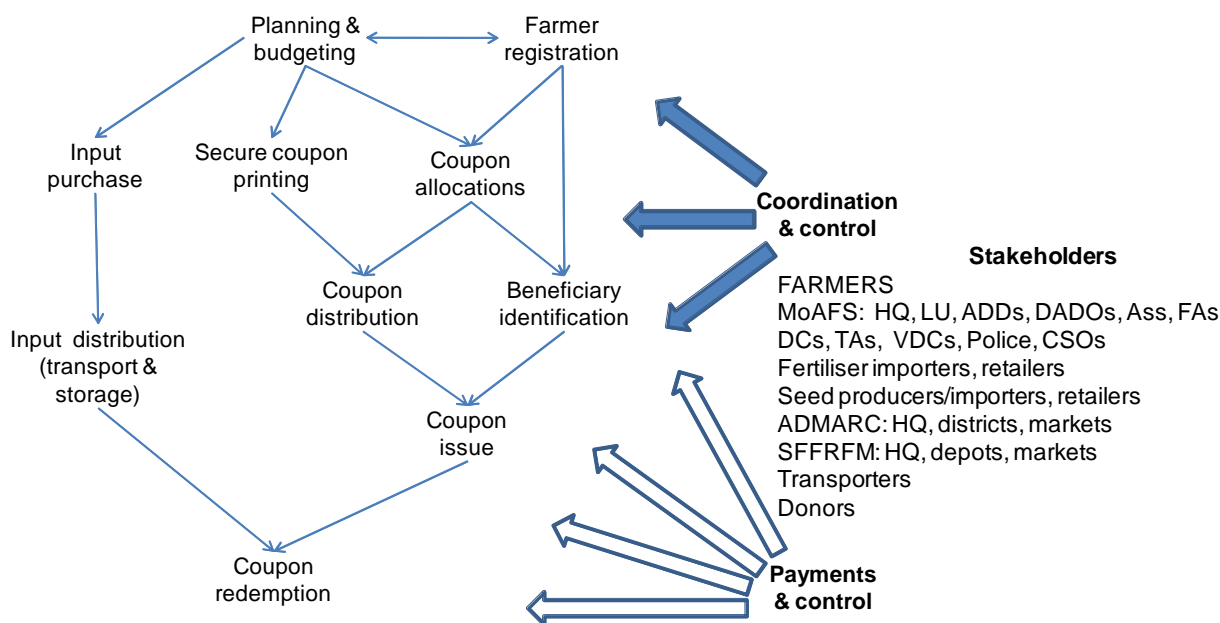 Planning &
budgeting
Farmer
registration
Input
purchase
Secure coupon
printing
Coupon
allocations
Coordination
& control
Coupon
distribution
Beneficiary
identification
Input distribution
(transport &
storage)
Coupon
issue
Coupon
redemption
Stakeholders
FARMERS
MoAFS: HQ, LU, ADDs, DADOs, Ass, FAs
DCs, TAs, VDCs, Police, CSOs
Fertiliser importers, retailers
Seed producers/importers, retailers
ADMARC: HQ, districts, markets
SFFRFM: HQ, depots, markets
Transporters
Donors
Payments
& control